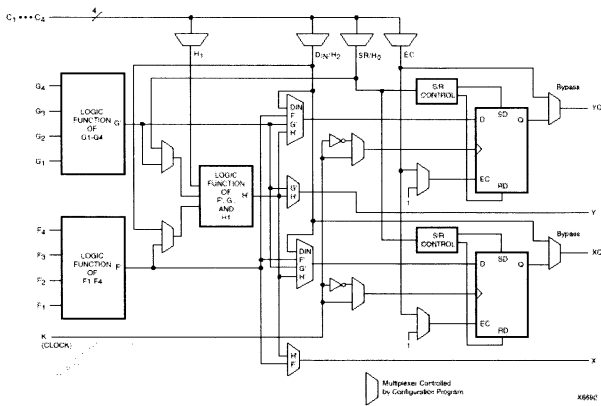 C1 ••• C4
4
H1
DIN/H2
SR/H2
EC
G4
G3
G2
G1
LOGIC
FUNCTION
OF
G1-G4
G'
DIN
F'
G'
H'
S/R
CONTROL
Bypass
YQ
D
SD
Q
EC
RD
1
LOGIC
FUNCTION
OF
F', G',
AND
H1
H'
G'
H'
Y
F4
F3
F2
F1
LOGIC
FUNCTION
OF
F1-F4
F'
DIN
F'
G'
H'
S/R
CONTROL
Bypass
XQ
D
SD
Q
EC
RD
1
K
(CLOCK)
H'
F'
X
Multiplexer Controlled
by Configuration Program
X6692